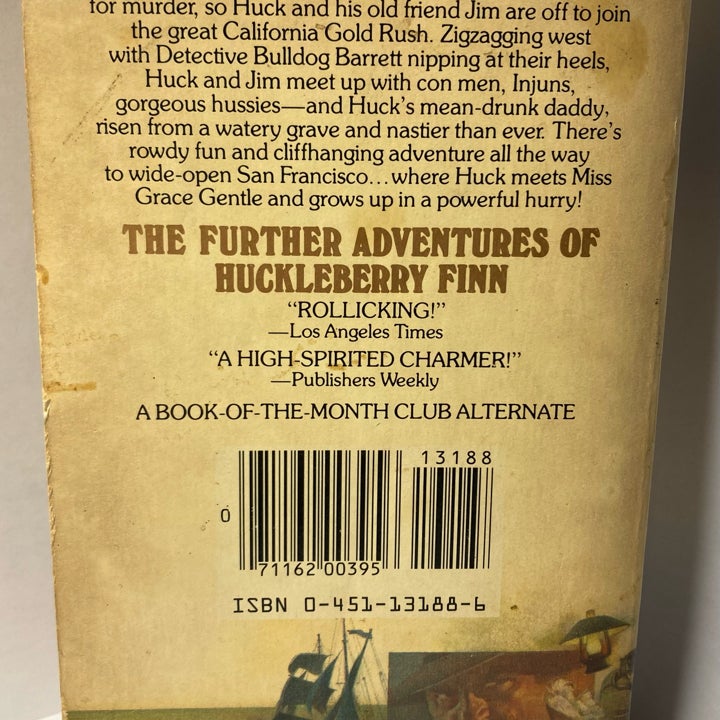 for murder, so Huck and his old friend Jim are off to join
the great California Gold Rush. Zigzagging west
with Detective Bulldog Barrett nipping at their heels,
Huck and Jim meet up with con men, Injuns,
gorgeous hussies—and Huck's mean-drunk daddy,
risen from a watery grave and nastier than ever. There's
rowdy fun and cliffhanging adventure all the way
to wide-open San Francisco...where Huck meets Miss
Grace Gentle and grows up in a powerful hurry!
THE FURTHER ADVENTURES OF
HUCKLEBERRY FINN
"ROLLICKING!"
—Los Angeles Times
"A HIGH-SPIRITED CHARMER!"
—Publishers Weekly
A BOOK-OF-THE-MONTH CLUB ALTERNATE
13188
0
71162 00395
ISBN 0-451-13188-6